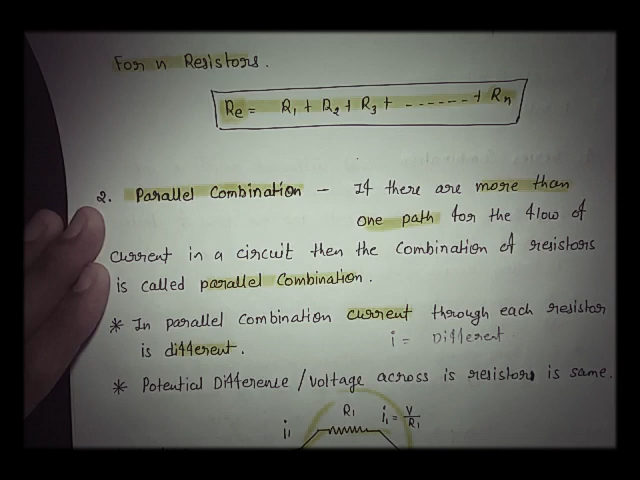 For n Resistors.
Re = R1 + R2 + R3 + ------ + Rn
2. Parallel Combination – If there are more than
one path for the flow of
current in a circuit then the combination of resistors
is called parallel Combination.
* In parallel combination current through each resistor
is different. i = Different
* Potential Difference / voltage across is resistors is same.
R1 i1 = V/R1
i1